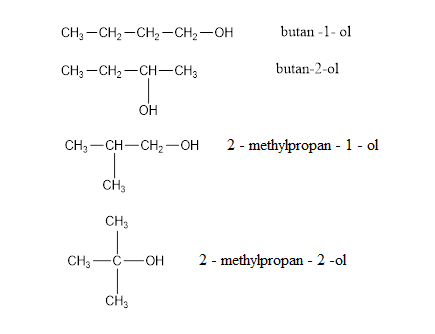 CH₃—CH₂—CH₂—CH₂—OH butan -1- ol
CH₃—CH₂—CH—CH₃ butan-2-ol
OH
CH₃—CH—CH₂—OH 2 - methylpropan - 1 - ol
CH₃
CH₃
CH₃—C—OH 2 - methylpropan - 2 -ol
CH₃